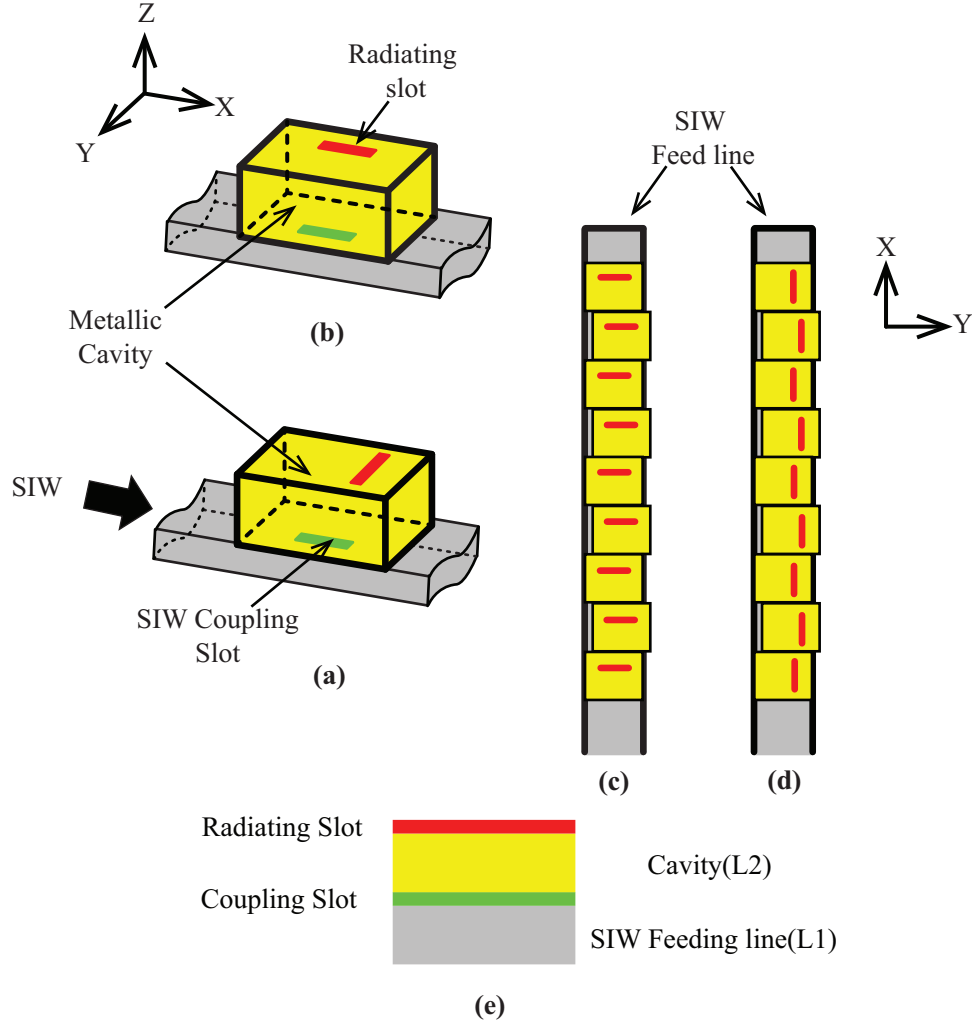 Z
X
Y
Radiating
slot
(b)
Metallic
Cavity
SIW
SIW Coupling
Slot
(a)
SIW
Feed line
X
Y
(c)
(d)
Radiating Slot
Cavity(L2)
Coupling Slot
SIW Feeding line(L1)
(e)